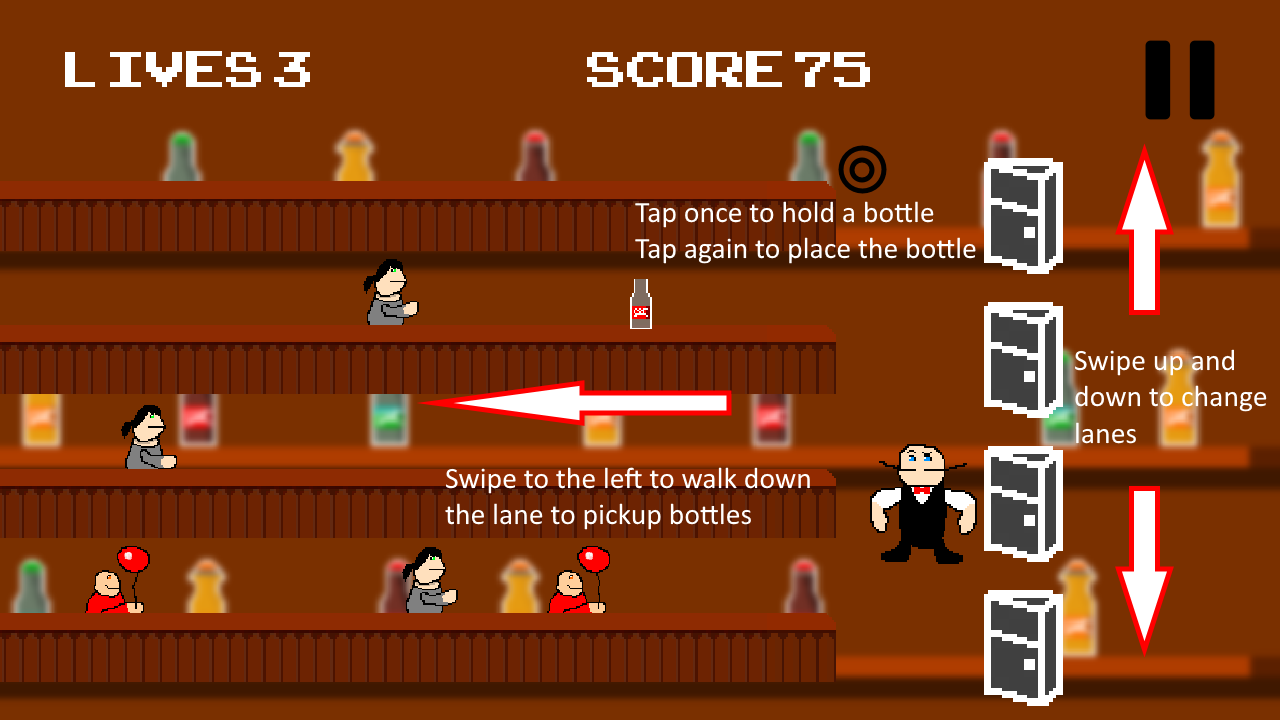 LIVES 3
SCORE 75
Tap once to hold a bottle
Tap again to place the bottle
Swipe up and
down to change
lanes
Swipe to the left to walk down
the lane to pickup bottles